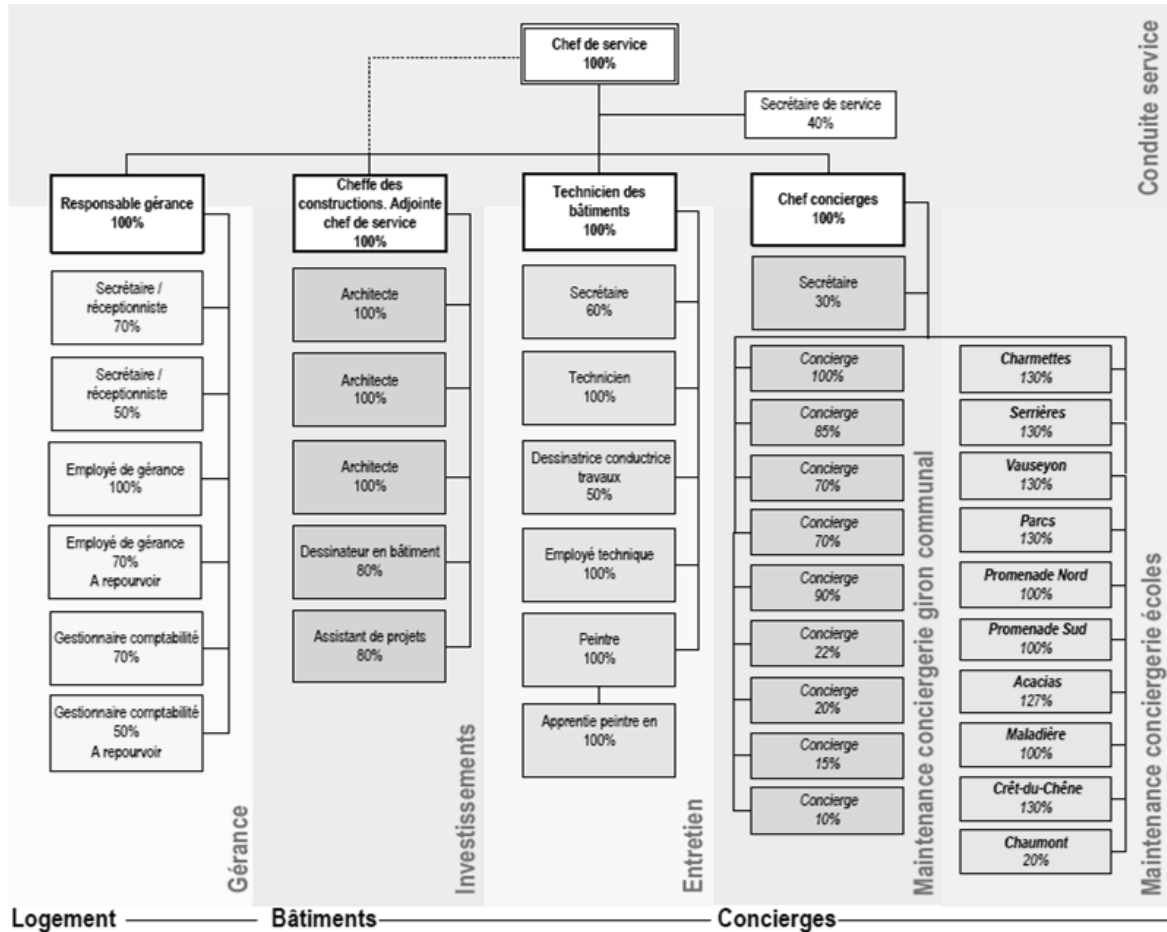 Chef de service
100%
Secrétaire de service
40%
Conduite service
Responsable gérance
100%
Secrétaire /
réceptionniste
70%
Secrétaire /
réceptionniste
50%
Employé de gérance
100%
Employé de gérance
70%
A repourvoir
Gestionnaire comptabilité
70%
Gestionnaire comptabilité
50%
A repourvoir
Gérance
Cheffe des
constructions. Adjointe
chef de service
100%
Architecte
100%
Architecte
100%
Architecte
100%
Dessinateur en bâtiment
80%
Assistant de projets
80%
Investissements
Technicien des
bâtiments
100%
Secrétaire
60%
Technicien
100%
Dessinatrice conductrice
travaux
50%
Employé technique
100%
Peintre
100%
Apprentie peintre en
100%
Entretien
Chef concierges
100%
Secrétaire
30%
Concierge
100%
Concierge
85%
Concierge
70%
Concierge
70%
Concierge
90%
Concierge
22%
Concierge
20%
Concierge
15%
Concierge
10%
Maintenance conciergerie giron communal
Charmettes
130%
Serrières
130%
Vauseyon
130%
Parcs
130%
Promenade Nord
100%
Promenade Sud
100%
Acacias
127%
Maladière
100%
Crêt-du-Chêne
130%
Chaumont
20%
Maintenance conciergerie écoles
Logement
Bâtiments
Concierges